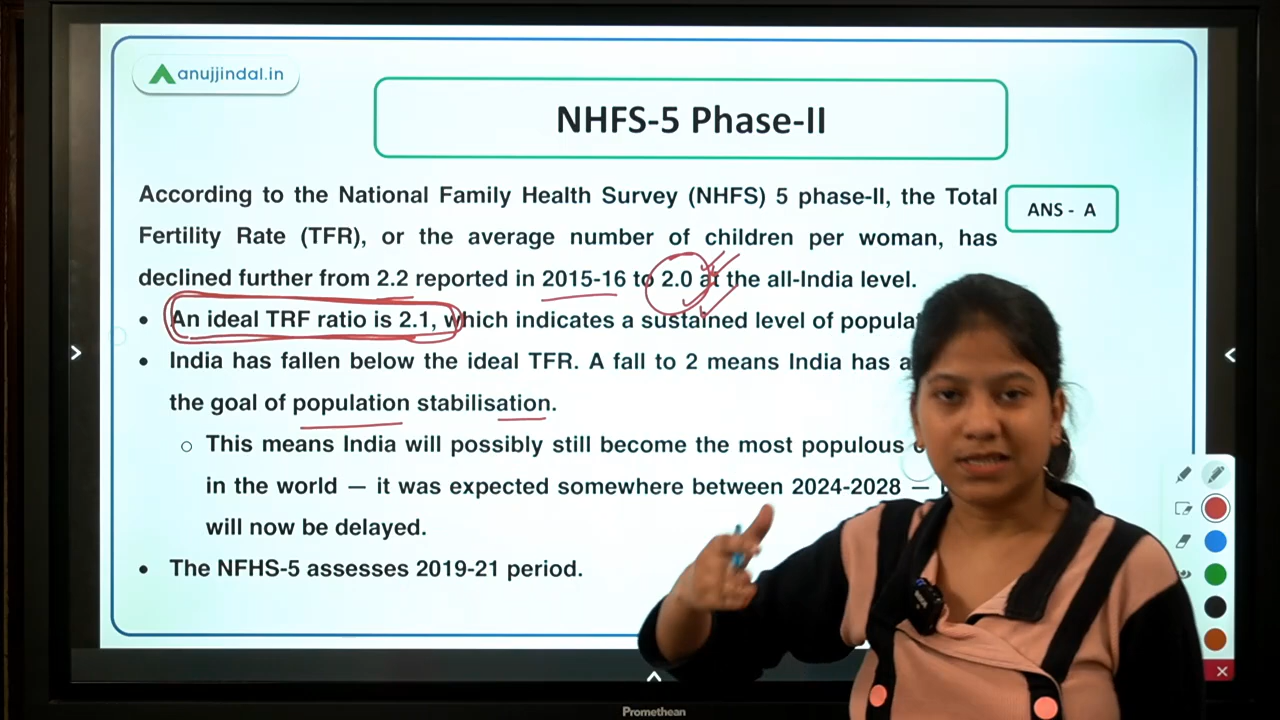 anujjindal.in
NHFS-5 Phase-II
According to the National Family Health Survey (NHFS) 5 phase-II, the Total
Fertility Rate (TFR), or the average number of children per woman, has
declined further from 2.2 reported in 2015-16 to 2.0 at the all-India level.
ANS - A
• An ideal TRF ratio is 2.1, which indicates a sustained level of
• India has fallen below the ideal TFR. A fall to 2 means India has
the goal of population stabilisation.
○ This means India will possibly still become the most populous
in the world — it was expected somewhere between 2024-2028 —
will now be delayed.
• The NFHS-5 assesses 2019-21 period.
Promethean